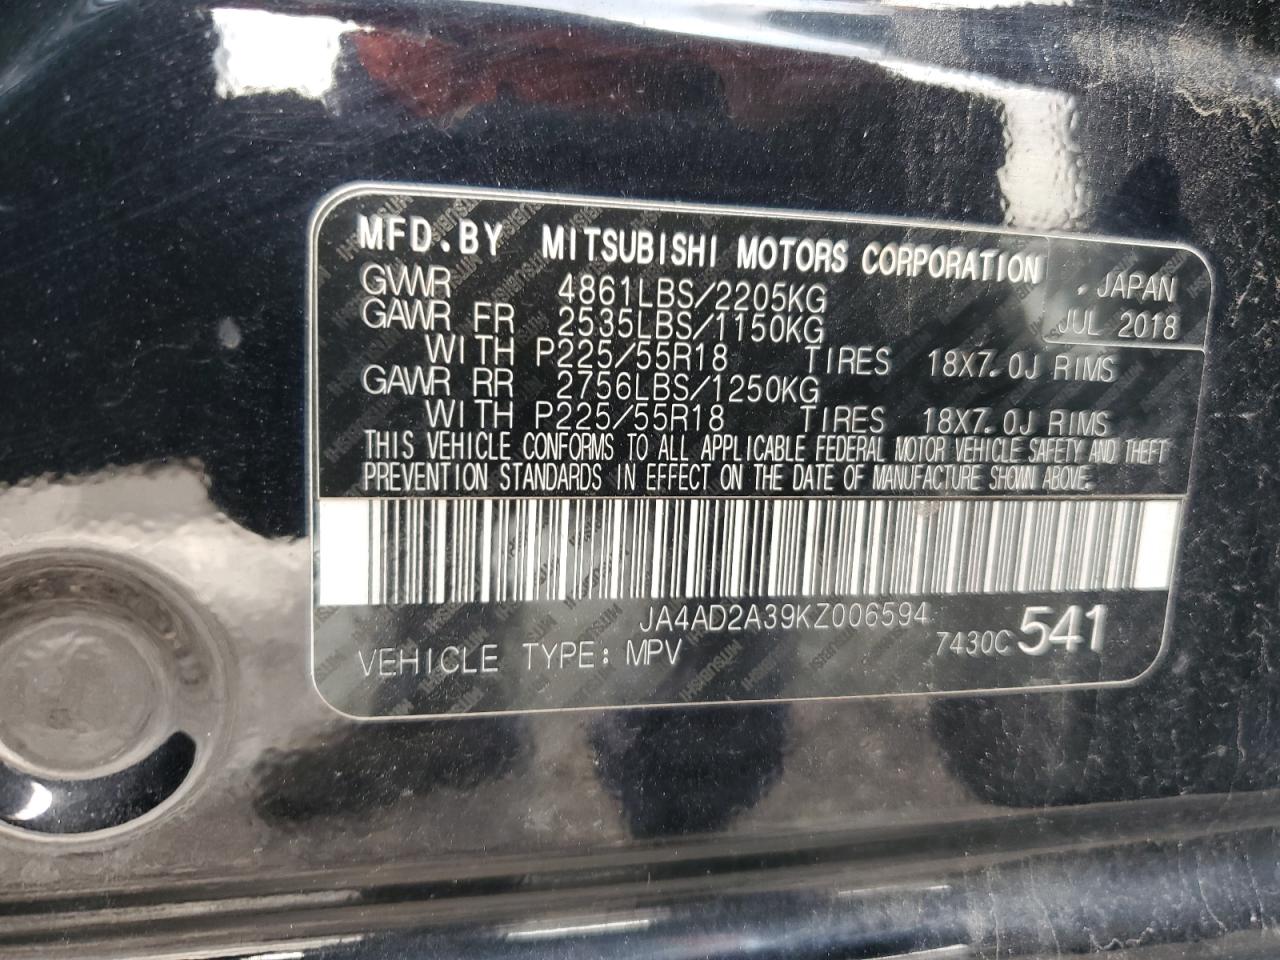 MFD.BY MITSUBISHI MOTORS CORPORATION
GVWR 4861LBS/2205KG
JAPAN
GAWR FR 2535LBS/1150KG
JUL 2018
WITH P225/55R18 TIRES 18X7.0J RIMS
GAWR RR 2756LBS/1250KG
WITH P225/55R18 TIRES 18X7.0J RIMS
THIS VEHICLE CONFORMS TO ALL APPLICABLE FEDERAL MOTOR VEHICLE SAFETY AND THEFT
PREVENTION STANDARDS IN EFFECT ON THE DATE OF MANUFACTURE SHOWN ABOVE.
JA4AD2A39KZ006594
VEHICLE TYPE: MPV
7430C 541